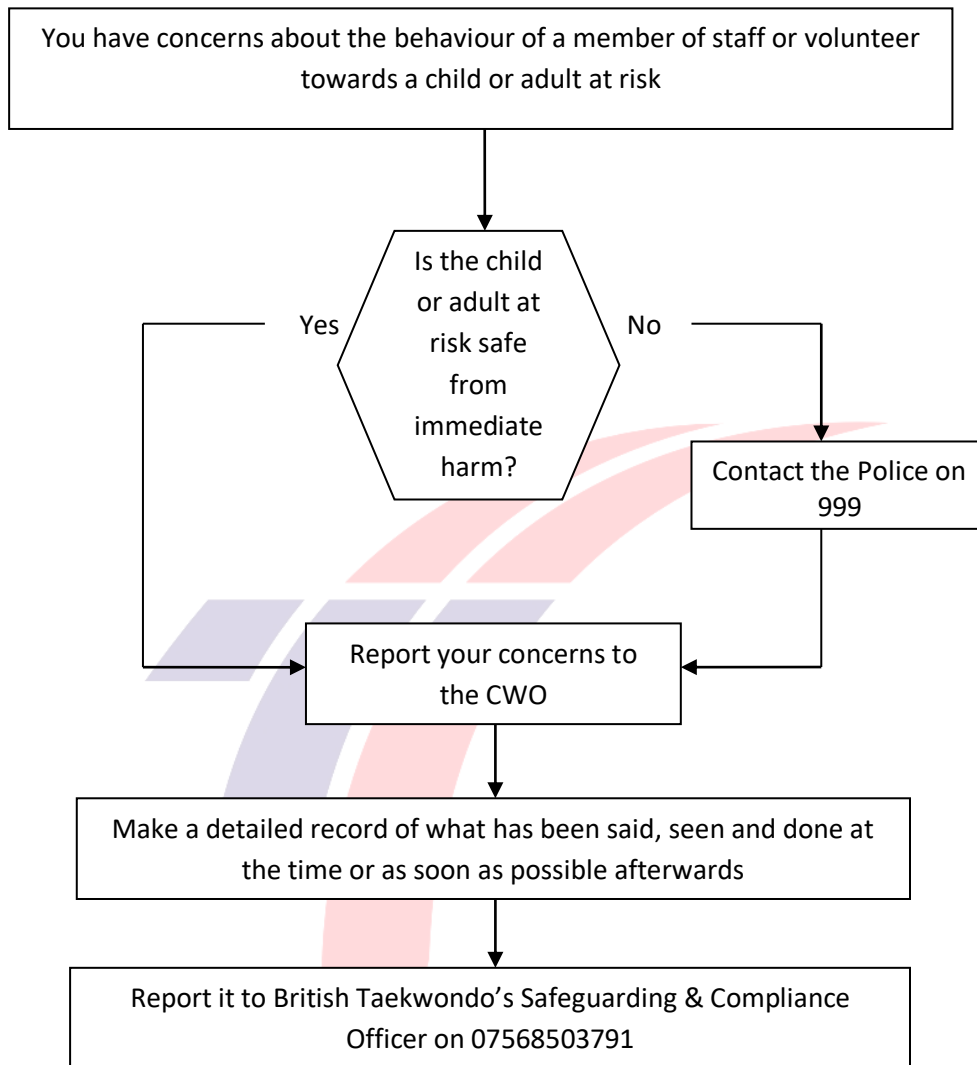 You have concerns about the behaviour of a member of staff or volunteer
towards a child or adult at risk
Is the child
or adult at
risk safe
from
immediate
harm?
Yes
No
Contact the Police on
999
Report your concerns to
the CWO
Make a detailed record of what has been said, seen and done at
the time or as soon as possible afterwards
Report it to British Taekwondo’s Safeguarding & Compliance
Officer on 07568503791